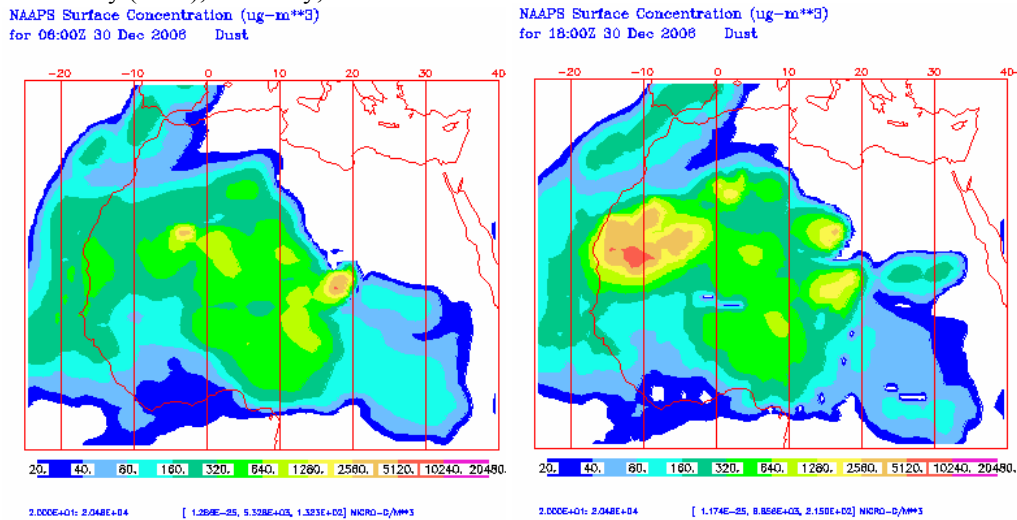 NAAPS Surface Concentration (ug-m**3)
for 06:00Z 30 Dec 2006 Dust
-20 -10 0 10 20 30 40
20. 40. 80. 160. 320. 640. 1280. 2560. 5120. 10240. 20480.
2.000E+01: 2.048E+04 [ 1.286E-25, 5.328E+03, 1.323E+02] MICRO-G/M**3
NAAPS Surface Concentration (ug-m**3)
for 18:00Z 30 Dec 2006 Dust
-20 -10 0 10 20 30 40
20. 40. 80. 160. 320. 640. 1280. 2560. 5120. 10240. 20480.
2.000E+01: 2.048E+04 [ 1.174E-25, 8.856E+03, 2.150E+02] MICRO-G/M**3